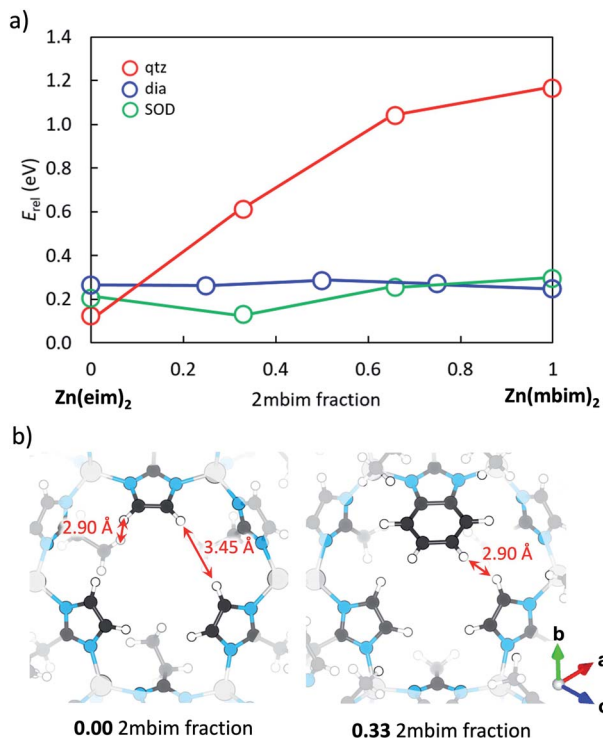 a)
1.4
1.2
1.0
0.8
0.6
0.4
0.2
0.0
E_rel (eV)
qtz
dia
SOD
0 0.2 0.4 0.6 0.8 1
Zn(eim)₂ 2mbim fraction Zn(mbim)₂
b)
2.90 Å
3.45 Å
2.90 Å
b
a
c
0.00 2mbim fraction 0.33 2mbim fraction